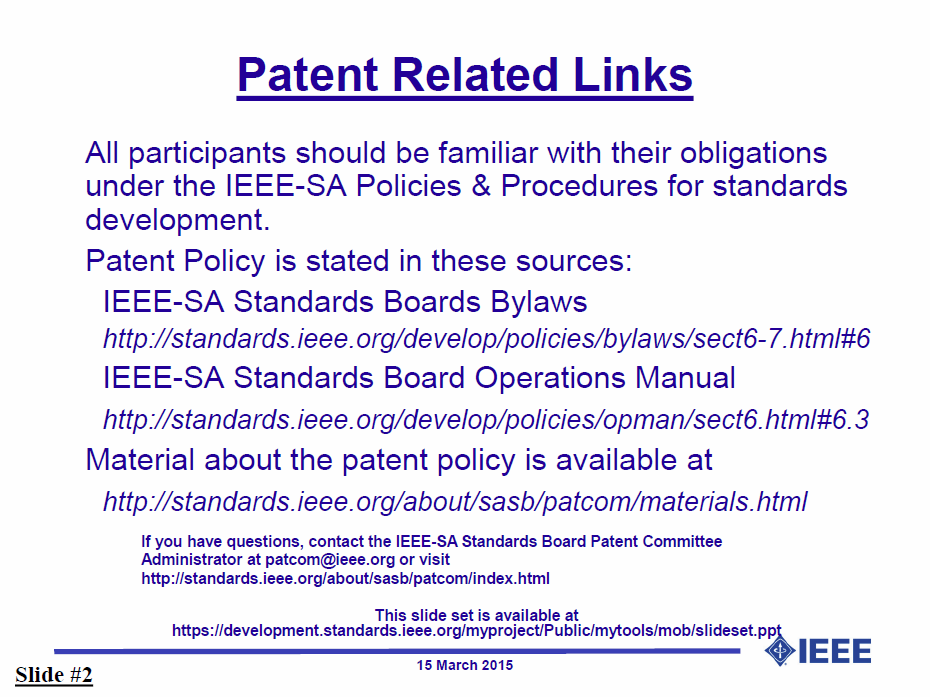 Patent Related Links
All participants should be familiar with their obligations
under the IEEE-SA Policies & Procedures for standards
development.
Patent Policy is stated in these sources:
IEEE-SA Standards Boards Bylaws
http://standards.ieee.org/develop/policies/bylaws/sect6-7.html#6
IEEE-SA Standards Board Operations Manual
http://standards.ieee.org/develop/policies/opman/sect6.html#6.3
Material about the patent policy is available at
http://standards.ieee.org/about/sasb/patcom/materials.html
If you have questions, contact the IEEE-SA Standards Board Patent Committee
Administrator at patcom@ieee.org or visit
http://standards.ieee.org/about/sasb/patcom/index.html
This slide set is available at
https://development.standards.ieee.org/myproject/Public/mytools/mob/slideset.ppt
IEEE
15 March 2015
Slide #2